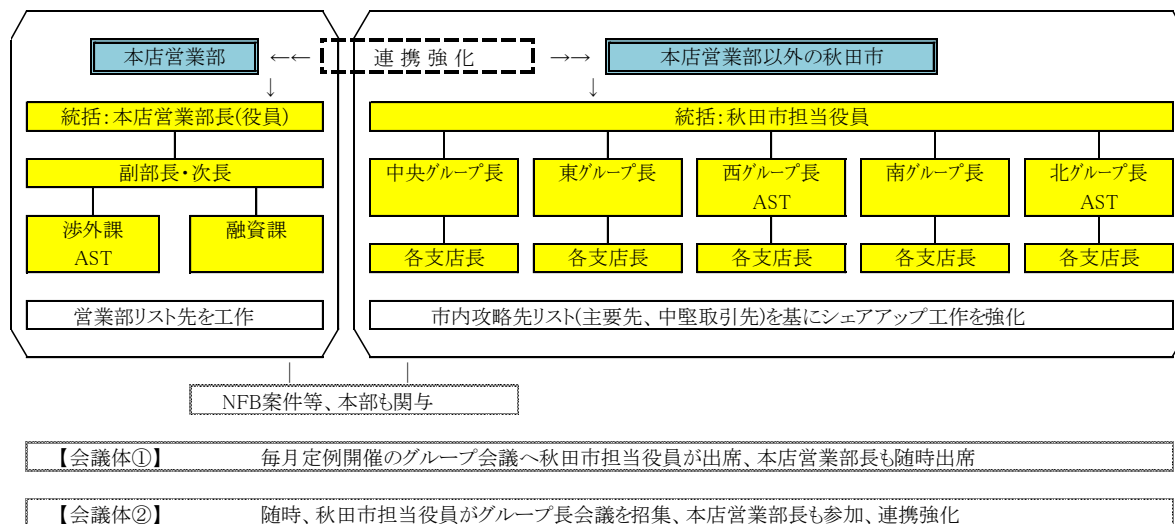 本店営業部 ←← 連 携 強 化 →→ 本店営業部以外の秋田市
↓ ↓
統括：本店営業部長(役員) 統括：秋田市担当役員
副部長・次長 中央グループ長 東グループ長 西グループ長 南グループ長 北グループ長
AST AST
渉外課 融資課
AST
各支店長 各支店長 各支店長 各支店長 各支店長
営業部リスト先を工作 市内攻略先リスト(主要先、中堅取引先)を基にシェアアップ工作を強化
↑ ↑
NFB案件等、本部も関与
【会議体①】 毎月定例開催のグループ会議へ秋田市担当役員が出席、本店営業部長も随時出席
【会議体②】 随時、秋田市担当役員がグループ長会議を招集、本店営業部長も参加、連携強化